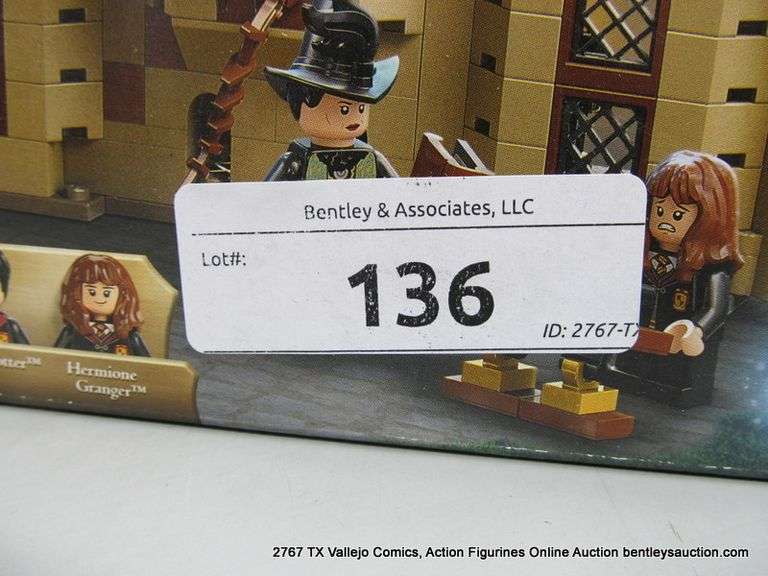 Bentley & Associates, LLC
Lot#:
136
ID: 2767-TX
otter™
Hermione
Granger™
2767 TX Vallejo Comics, Action Figurines Online Auction bentleysauction.com